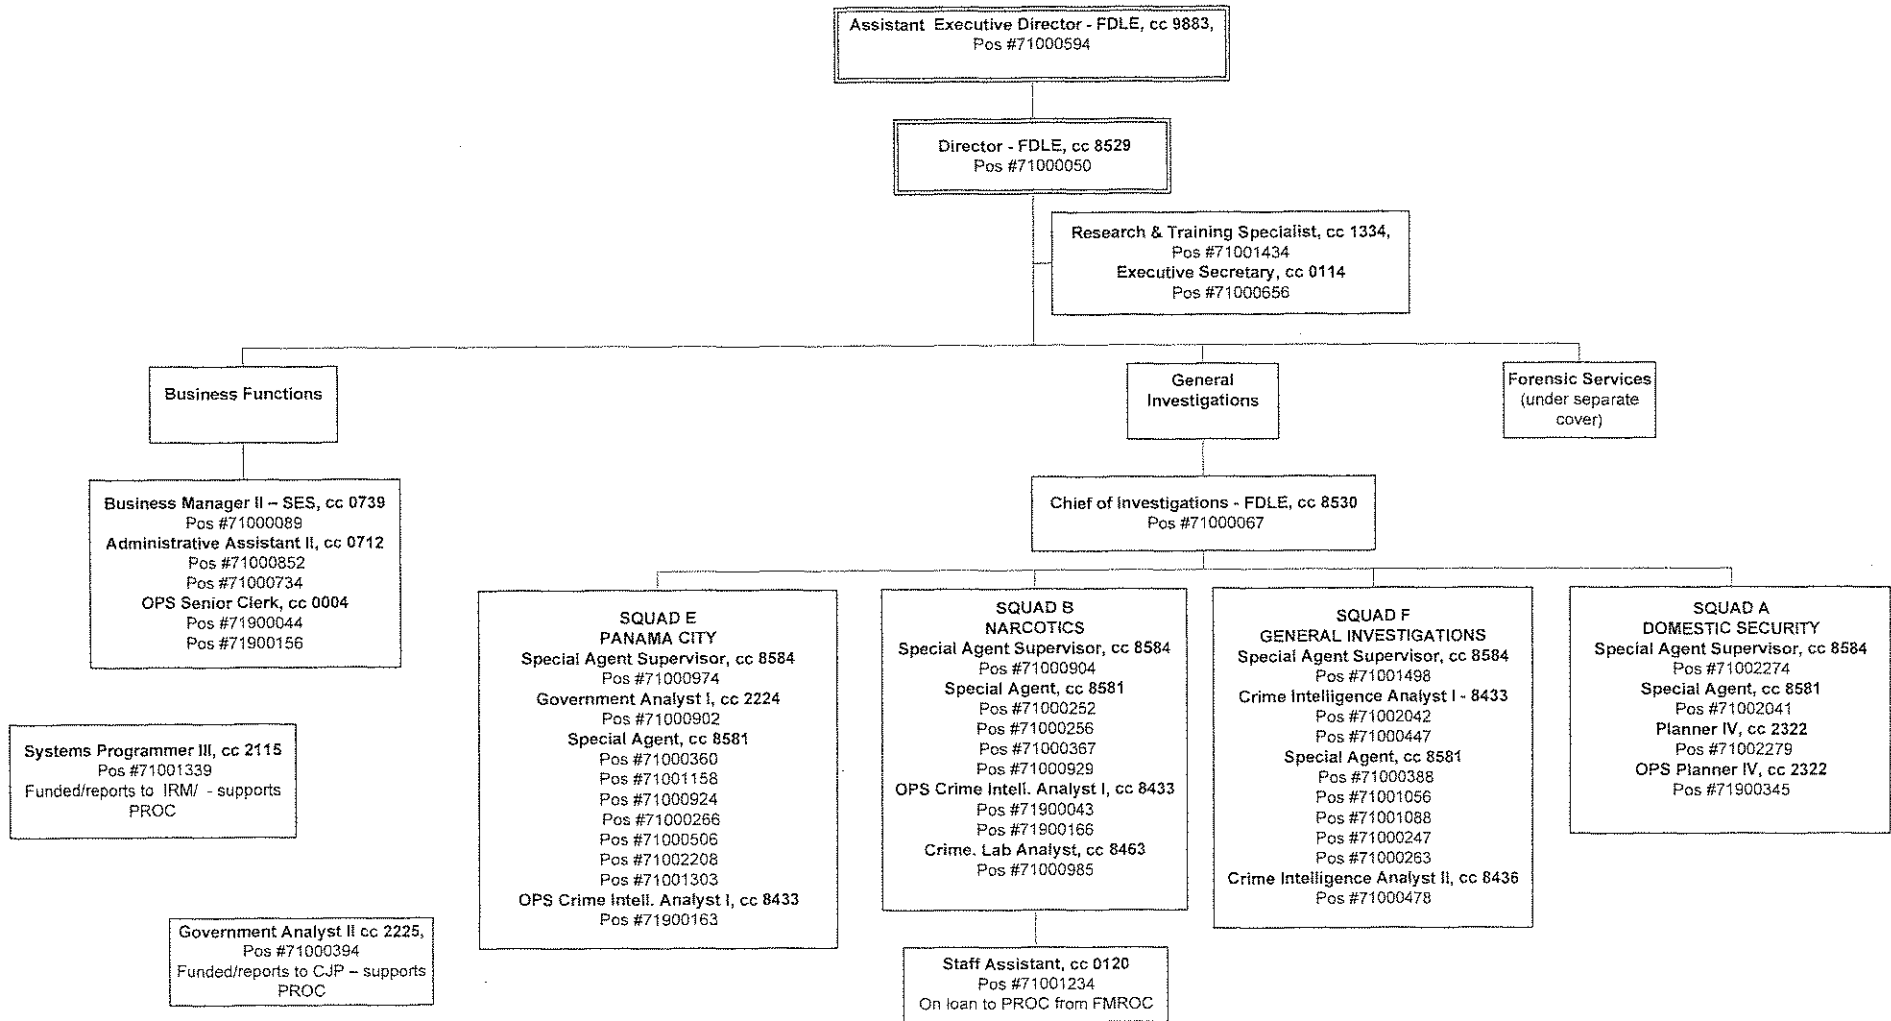 Assistant Executive Director - FDLE, cc 9883,
Pos #71000594
Director - FDLE, cc 8529
Pos #71000050
Research & Training Specialist, cc 1334,
Pos #71001434
Executive Secretary, cc 0114
Pos #71000656
Business Functions
General
Investigations
Forensic Services
(under separate
cover)
Business Manager II – SES, cc 0739
Pos #71000089
Administrative Assistant II, cc 0712
Pos #71000852
Pos #71000734
OPS Senior Clerk, cc 0004
Pos #71900044
Pos #71900156
Chief of Investigations - FDLE, cc 8530
Pos #71000067
SQUAD E
PANAMA CITY
Special Agent Supervisor, cc 8584
Pos #71000974
Government Analyst I, cc 2224
Pos #71000902
Special Agent, cc 8581
Pos #71000360
Pos #71001158
Pos #71000924
Pos #71000266
Pos #71000506
Pos #71002208
Pos #71001303
OPS Crime Intell. Analyst I, cc 8433
Pos #71900163
SQUAD B
NARCOTICS
Special Agent Supervisor, cc 8584
Pos #71000904
Special Agent, cc 8581
Pos #71000252
Pos #71000256
Pos #71000367
Pos #71000929
OPS Crime Intell. Analyst I, cc 8433
Pos #71900043
Pos #71900166
Crime. Lab Analyst, cc 8463
Pos #71000985
SQUAD F
GENERAL INVESTIGATIONS
Special Agent Supervisor, cc 8584
Pos #71001498
Crime Intelligence Analyst I - 8433
Pos #71002042
Pos #71000447
Special Agent, cc 8581
Pos #71000388
Pos #71001056
Pos #71001088
Pos #71000247
Pos #71000263
Crime Intelligence Analyst II, cc 8436
Pos #71000478
SQUAD A
DOMESTIC SECURITY
Special Agent Supervisor, cc 8584
Pos #71002274
Special Agent, cc 8581
Pos #71002041
Planner IV, cc 2322
Pos #71002279
OPS Planner IV, cc 2322
Pos #71900345
Systems Programmer III, cc 2115
Pos #71001339
Funded/reports to IRM/ - supports
PROC
Government Analyst II cc 2225,
Pos #71000394
Funded/reports to CJP – supports
PROC
Staff Assistant, cc 0120
Pos #71001234
On loan to PROC from FMROC